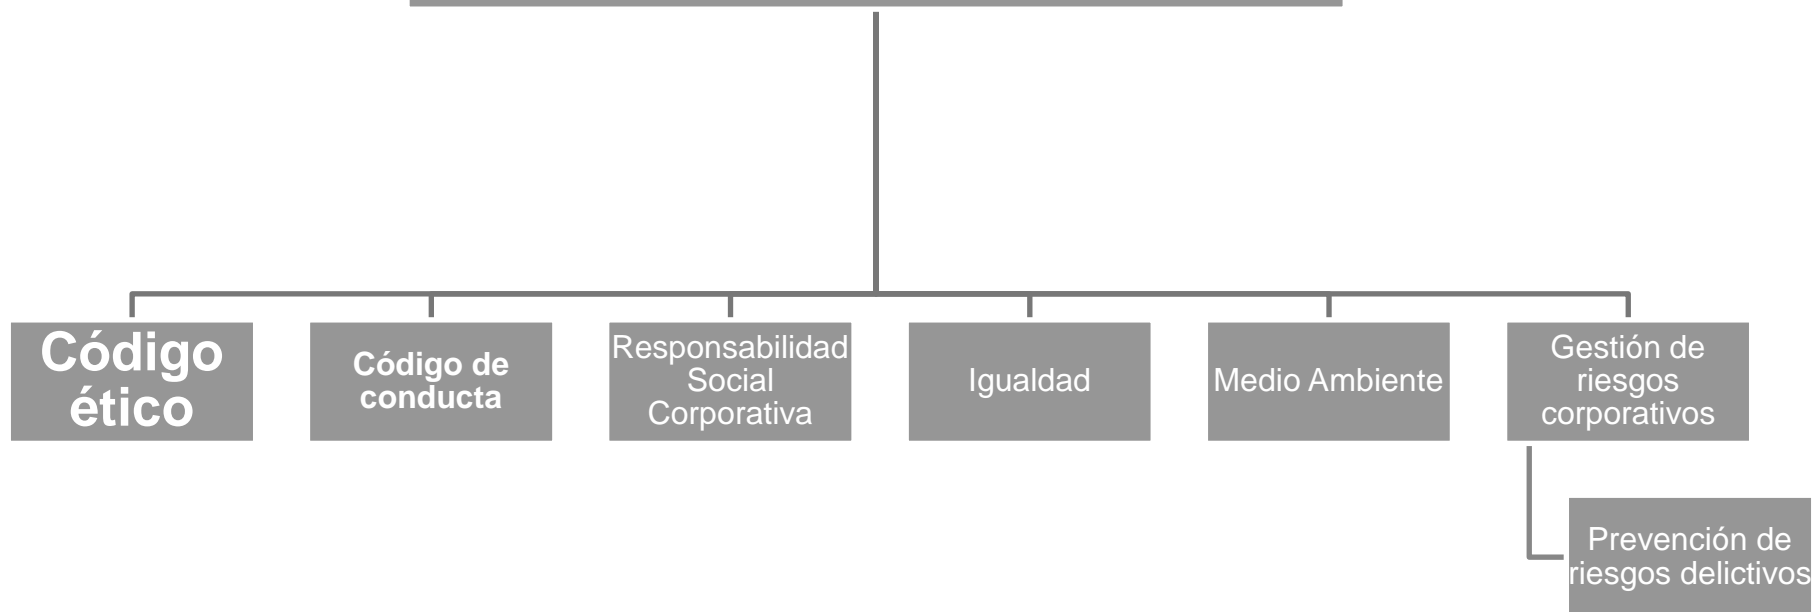 Código
ético
Código de
conducta
Responsabilidad
Social
Corporativa
Igualdad
Medio Ambiente
Gestión de
riesgos
corporativos
Prevención de
riesgos delictivos